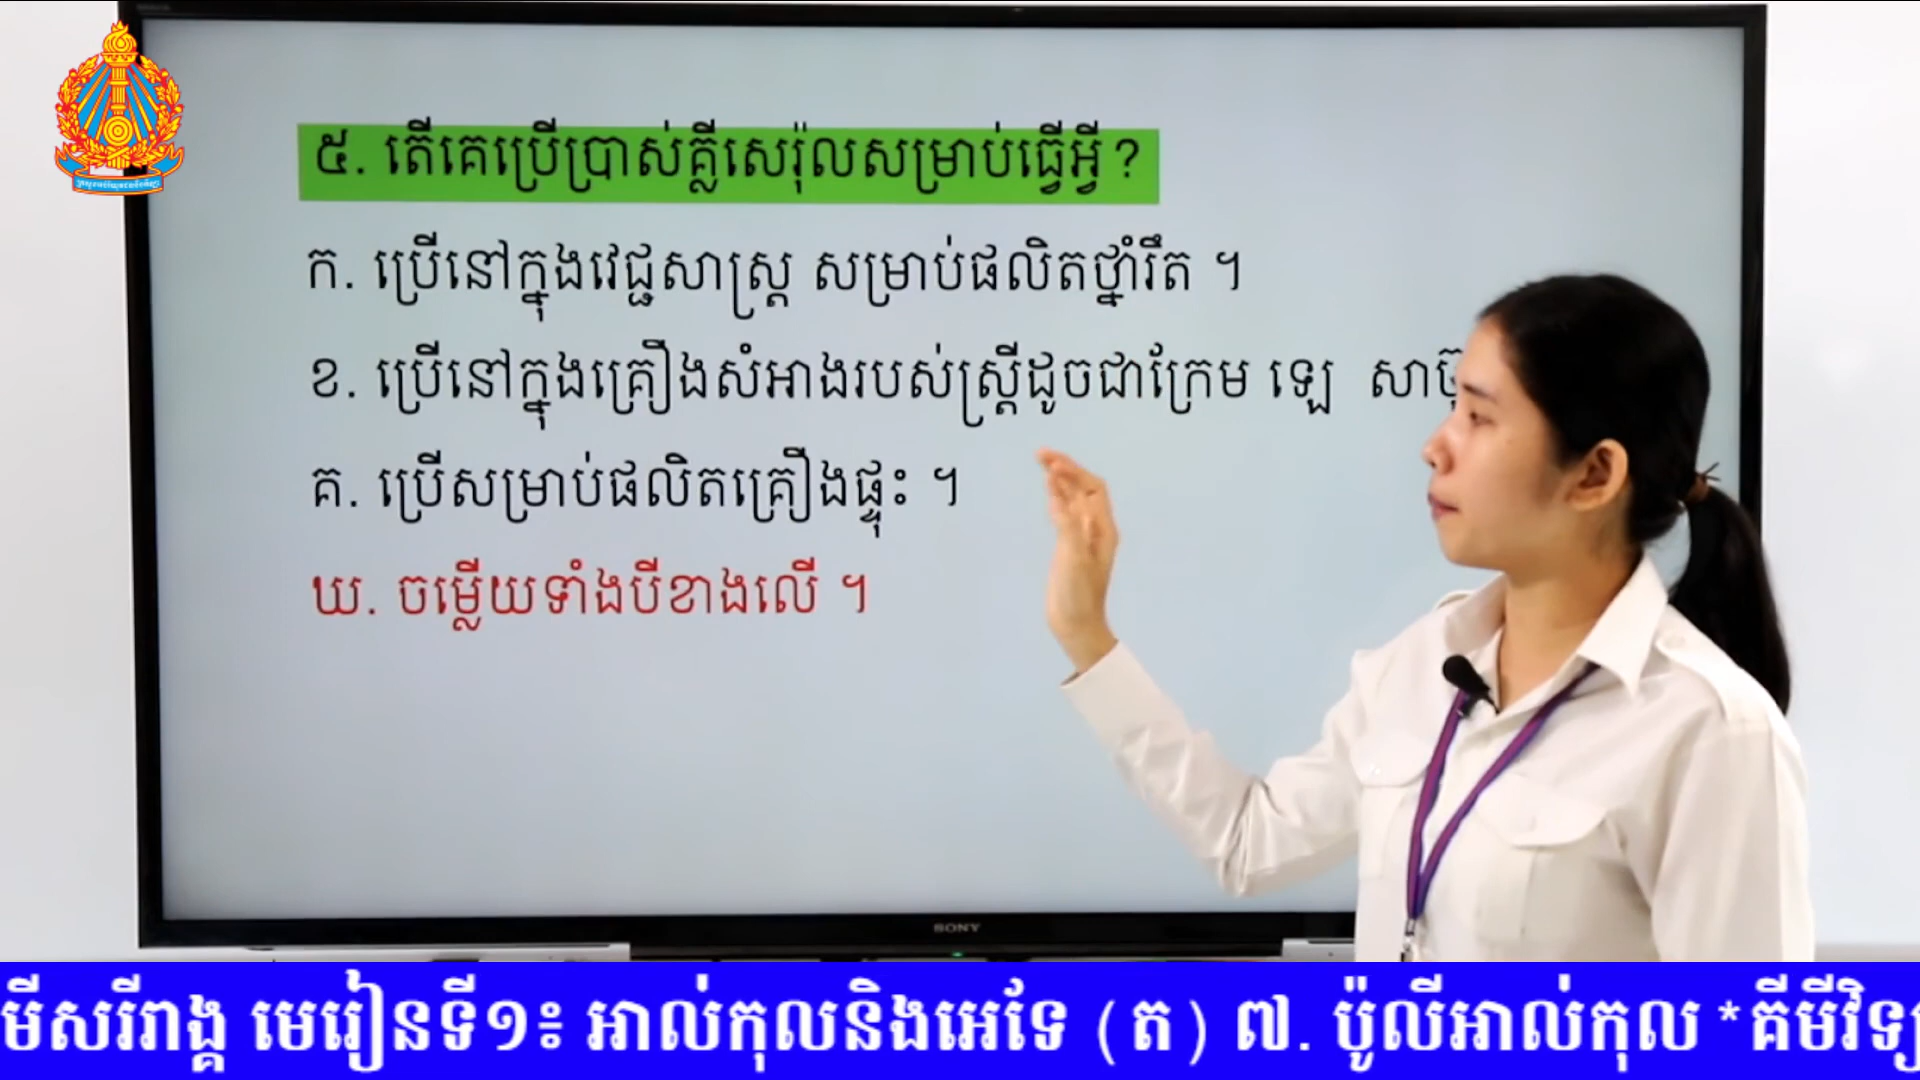 ៥. តើគេប្រើប្រាស់គ្លីសេរ៉ុលសម្រាប់ធ្វើអ្វី?
ក. ប្រើនៅក្នុងវេជ្ជសាស្ត្រ សម្រាប់ផលិតថ្នាំរឹត ។
ខ. ប្រើនៅក្នុងគ្រឿងសំអាងរបស់ស្ត្រីដូចជាក្រែម ឡេ
គ. ប្រើសម្រាប់ផលិតគ្រឿងផ្ទុះ ។
ឃ. ចម្លើយទាំងបីខាងលើ ។
SONY
មីសរីរាង្គ មេរៀនទី១៖ អាល់កុលនិងអេទែ (ត) ៧. ប៉ូលីអាល់កុល *គីមីវិទ្យ